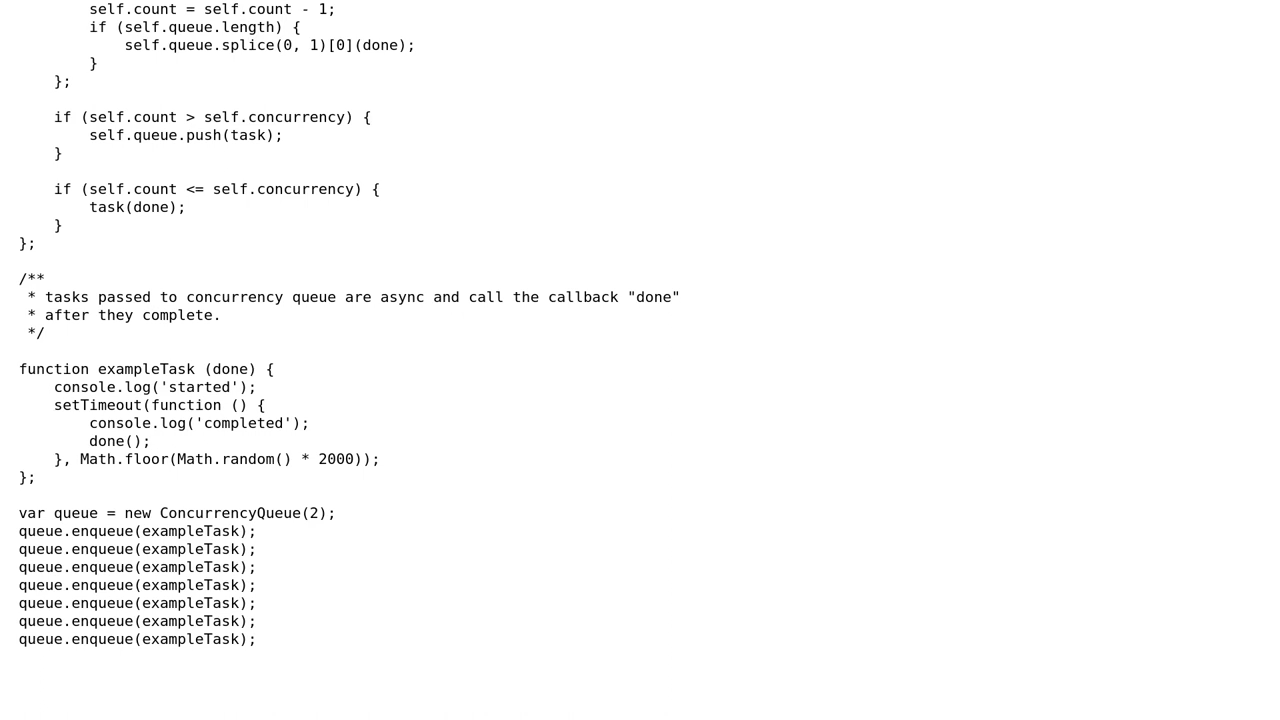 self.count = self.count - 1;
        if (self.queue.length) {
            self.queue.splice(0, 1)[0](done);
        }
    };

    if (self.count > self.concurrency) {
        self.queue.push(task);
    }

    if (self.count <= self.concurrency) {
        task(done);
    }
};

/**
 * tasks passed to concurrency queue are async and call the callback "done"
 * after they complete.
 */

function exampleTask (done) {
    console.log('started');
    setTimeout(function () {
        console.log('completed');
        done();
    }, Math.floor(Math.random() * 2000));
};

var queue = new ConcurrencyQueue(2);
queue.enqueue(exampleTask);
queue.enqueue(exampleTask);
queue.enqueue(exampleTask);
queue.enqueue(exampleTask);
queue.enqueue(exampleTask);
queue.enqueue(exampleTask);
queue.enqueue(exampleTask);